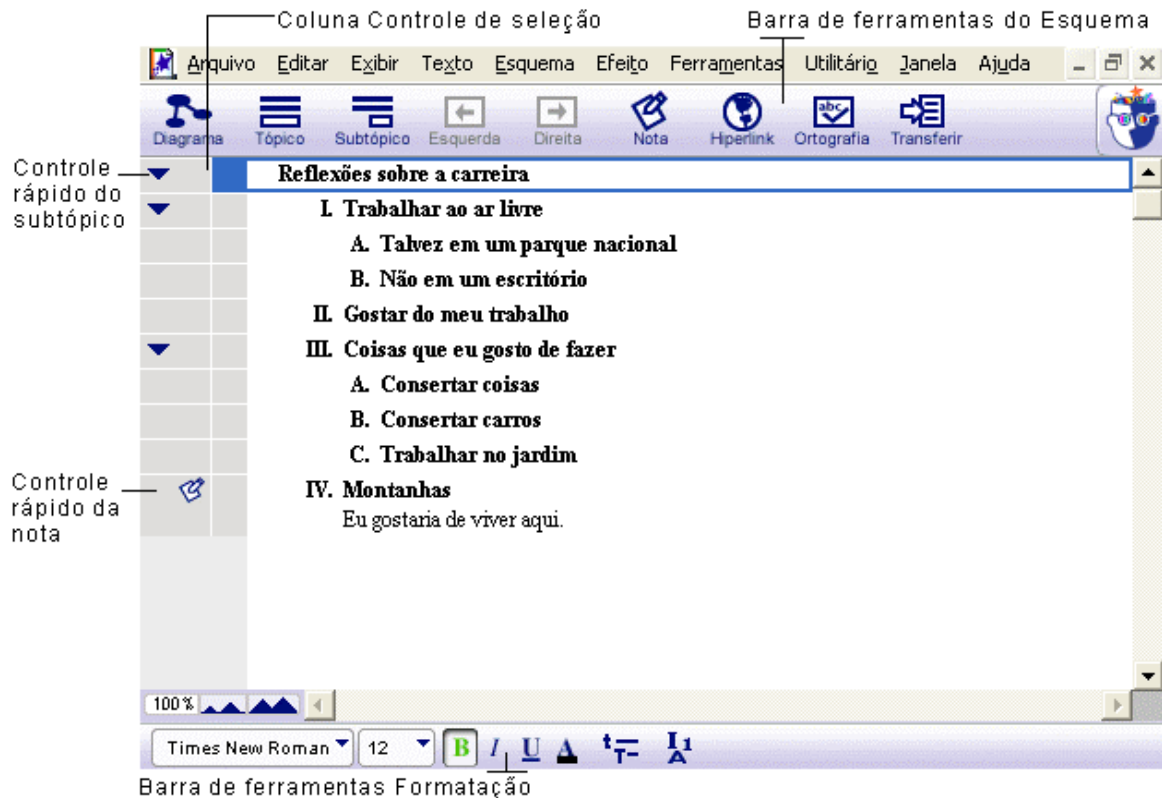 Coluna Controle de seleção
Barra de ferramentas do Esquema
Arquivo Editar Exibir Texto Esquema Efeito Ferramentas Utilitário Janela Ajuda
Diagrama Tópico Subtópico Esquerda Direita Nota Hiperlink abc Ortografia Transferir
Controle
rápido do
subtópico
Reflexões sobre a carreira
I. Trabalhar ao ar livre
A. Talvez em um parque nacional
B. Não em um escritório
II. Gostar do meu trabalho
III. Coisas que eu gosto de fazer
A. Consertar coisas
B. Consertar carros
C. Trabalhar no jardim
Controle
rápido da
nota
IV. Montanhas
Eu gostaria de viver aqui.
100%
Times New Roman 12 B I U A
Barra de ferramentas Formatação